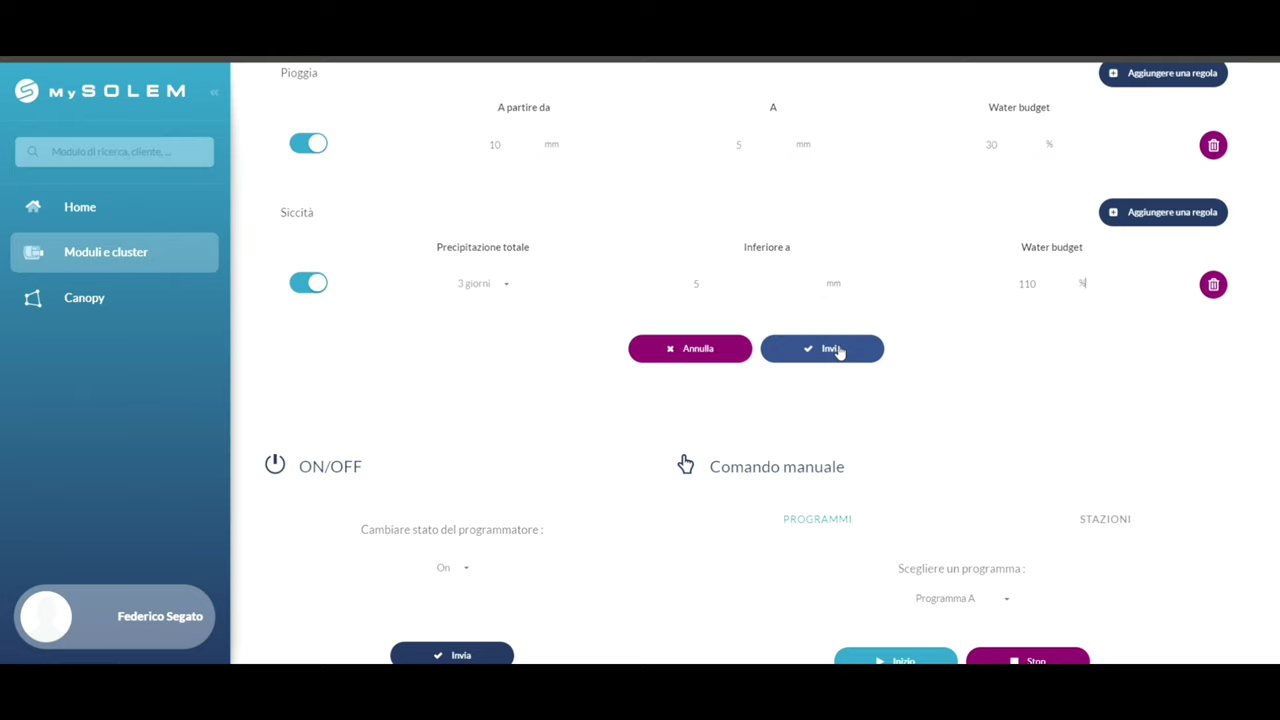 MySOLEM
«
Modulo di ricerca, cliente, ...
Home
Moduli e cluster
Canopy
Federico Segato
Pioggia
Aggiungere una regola
A partire da A Water budget
10 mm 5 mm 30 %
Siccità
Aggiungere una regola
Precipitazione totale Inferiore a Water budget
3 giorni 5 mm 110 %
Annulla Invi
ON/OFF
Cambiare stato del programmatore :
On
Invia
Comando manuale
PROGRAMMI STAZIONI
Scegliere un programma :
Programma A
Inizio Stop